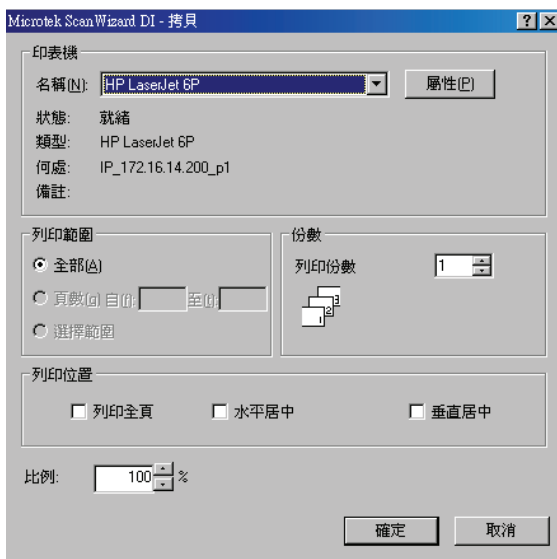 Microtek ScanWizard DI - 拷貝
印表機
名稱(N): HP LaserJet 6P 屬性(P)
狀態: 就緒
類型: HP LaserJet 6P
何處: IP_172.16.14.200_p1
備註:
列印範圍
全部(A)
頁數(g) 自(f): 至(t):
選擇範圍
份數
列印份數 1
1 2 3
列印位置
列印全頁 水平居中 垂直居中
比例: 100 %
確定 取消